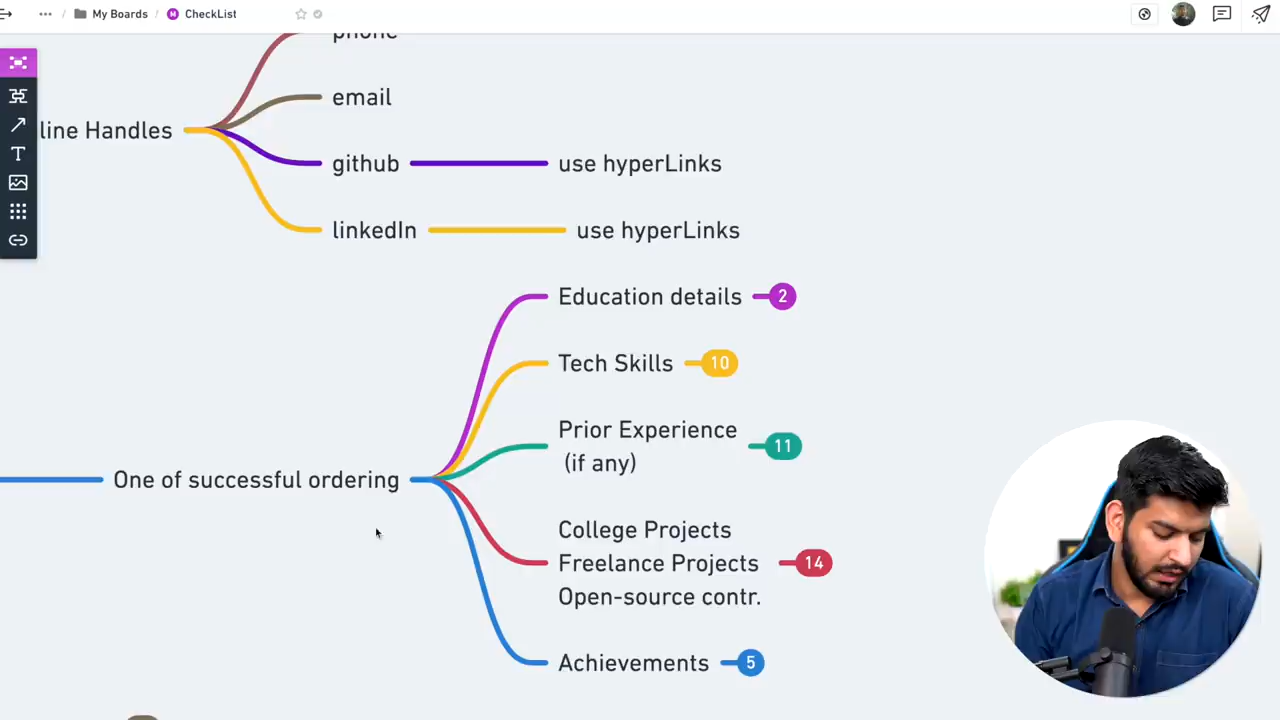 ... / My Boards / M CheckList
phone
email
line Handles
github
use hyperLinks
linkedIn
use hyperLinks
Education details 2
Tech Skills 10
Prior Experience
(if any)
11
One of successful ordering
College Projects
Freelance Projects 14
Open-source contr.
Achievements 5